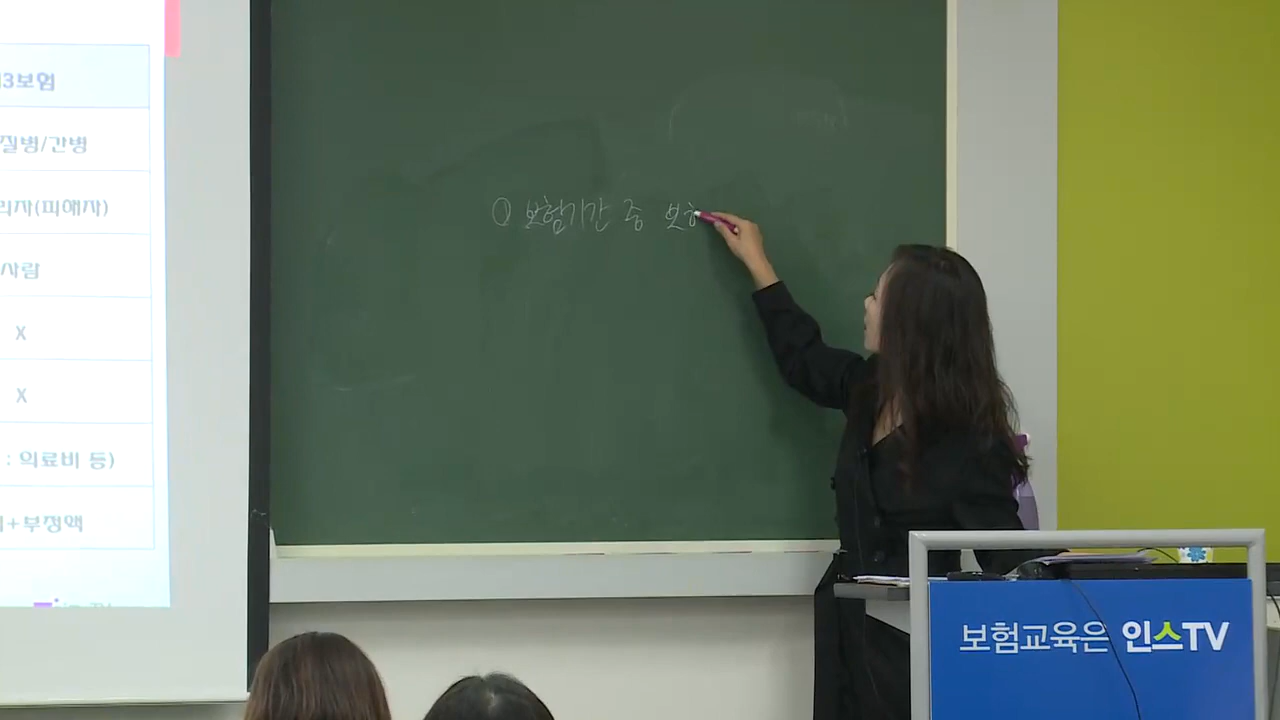 3보험
질병/간병
리자(피해자)
사람
X
X
: 의료비 등)
+부정액
O 보험기간 중 보
보험교육은 인스TV